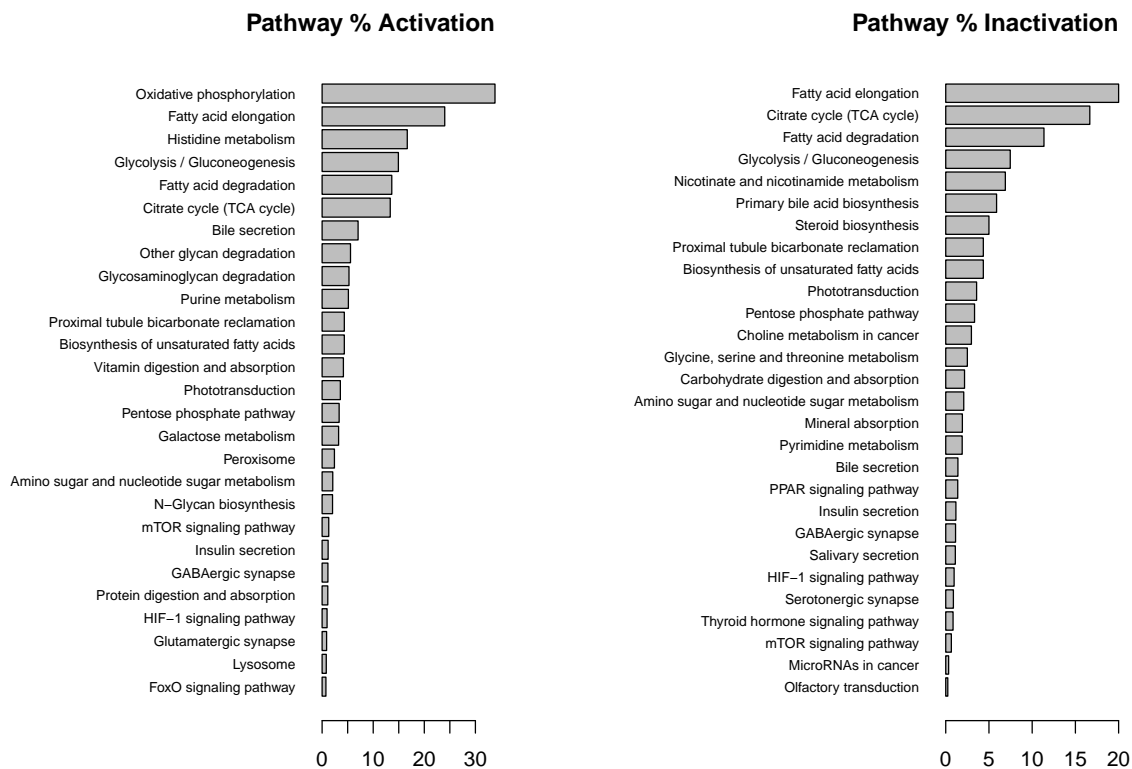 Pathway % Activation
Oxidative phosphorylation
Fatty acid elongation
Histidine metabolism
Glycolysis / Gluconeogenesis
Fatty acid degradation
Citrate cycle (TCA cycle)
Bile secretion
Other glycan degradation
Glycosaminoglycan degradation
Purine metabolism
Proximal tubule bicarbonate reclamation
Biosynthesis of unsaturated fatty acids
Vitamin digestion and absorption
Phototransduction
Pentose phosphate pathway
Galactose metabolism
Peroxisome
Amino sugar and nucleotide sugar metabolism
N−Glycan biosynthesis
mTOR signaling pathway
Insulin secretion
GABAergic synapse
Protein digestion and absorption
HIF−1 signaling pathway
Glutamatergic synapse
Lysosome
FoxO signaling pathway
0 10 20 30
Pathway % Inactivation
Fatty acid elongation
Citrate cycle (TCA cycle)
Fatty acid degradation
Glycolysis / Gluconeogenesis
Nicotinate and nicotinamide metabolism
Primary bile acid biosynthesis
Steroid biosynthesis
Proximal tubule bicarbonate reclamation
Biosynthesis of unsaturated fatty acids
Phototransduction
Pentose phosphate pathway
Choline metabolism in cancer
Glycine, serine and threonine metabolism
Carbohydrate digestion and absorption
Amino sugar and nucleotide sugar metabolism
Mineral absorption
Pyrimidine metabolism
Bile secretion
PPAR signaling pathway
Insulin secretion
GABAergic synapse
Salivary secretion
HIF−1 signaling pathway
Serotonergic synapse
Thyroid hormone signaling pathway
mTOR signaling pathway
MicroRNAs in cancer
Olfactory transduction
0 5 10 15 20